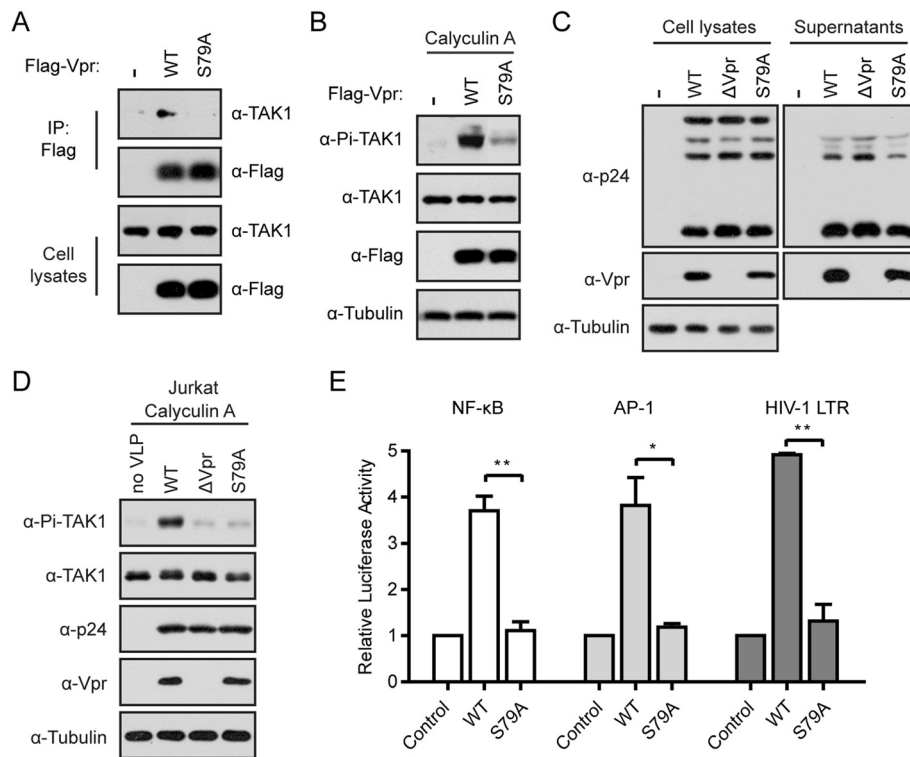 A
Flag-Vpr:
-
WT
S79A
IP:
Flag
α-TAK1
α-Flag
Cell
lysates
α-TAK1
α-Flag
B
Calyculin A
Flag-Vpr:
-
WT
S79A
α-Pi-TAK1
α-TAK1
α-Flag
α-Tubulin
C
Cell lysates
Supernatants
-
WT
ΔVpr
S79A
-
WT
ΔVpr
S79A
α-p24
α-Vpr
α-Tubulin
D
Jurkat
Calyculin A
no VLP
WT
ΔVpr
S79A
α-Pi-TAK1
α-TAK1
α-p24
α-Vpr
α-Tubulin
E
NF-κB
AP-1
HIV-1 LTR
Relative Luciferase Activity
5
4
3
2
1
0
**
*
**
Control
WT
S79A
Control
WT
S79A
Control
WT
S79A